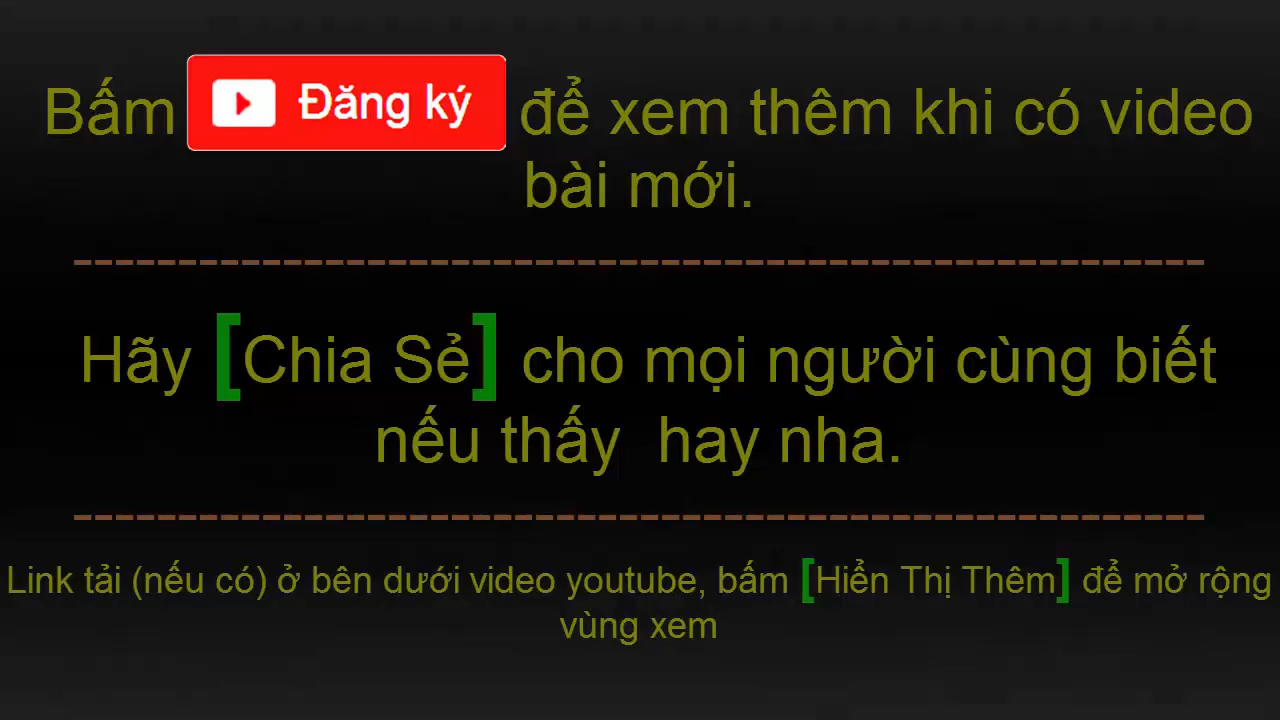 Bấm Đăng ký để xem thêm khi có video
bài mới.
------------------------------------------------------
Hãy [Chia Sẻ] cho mọi người cùng biết
nếu thấy hay nha.
------------------------------------------------------
Link tải (nếu có) ở bên dưới video youtube, bấm [Hiển Thị Thêm] để mở rộng
vùng xem